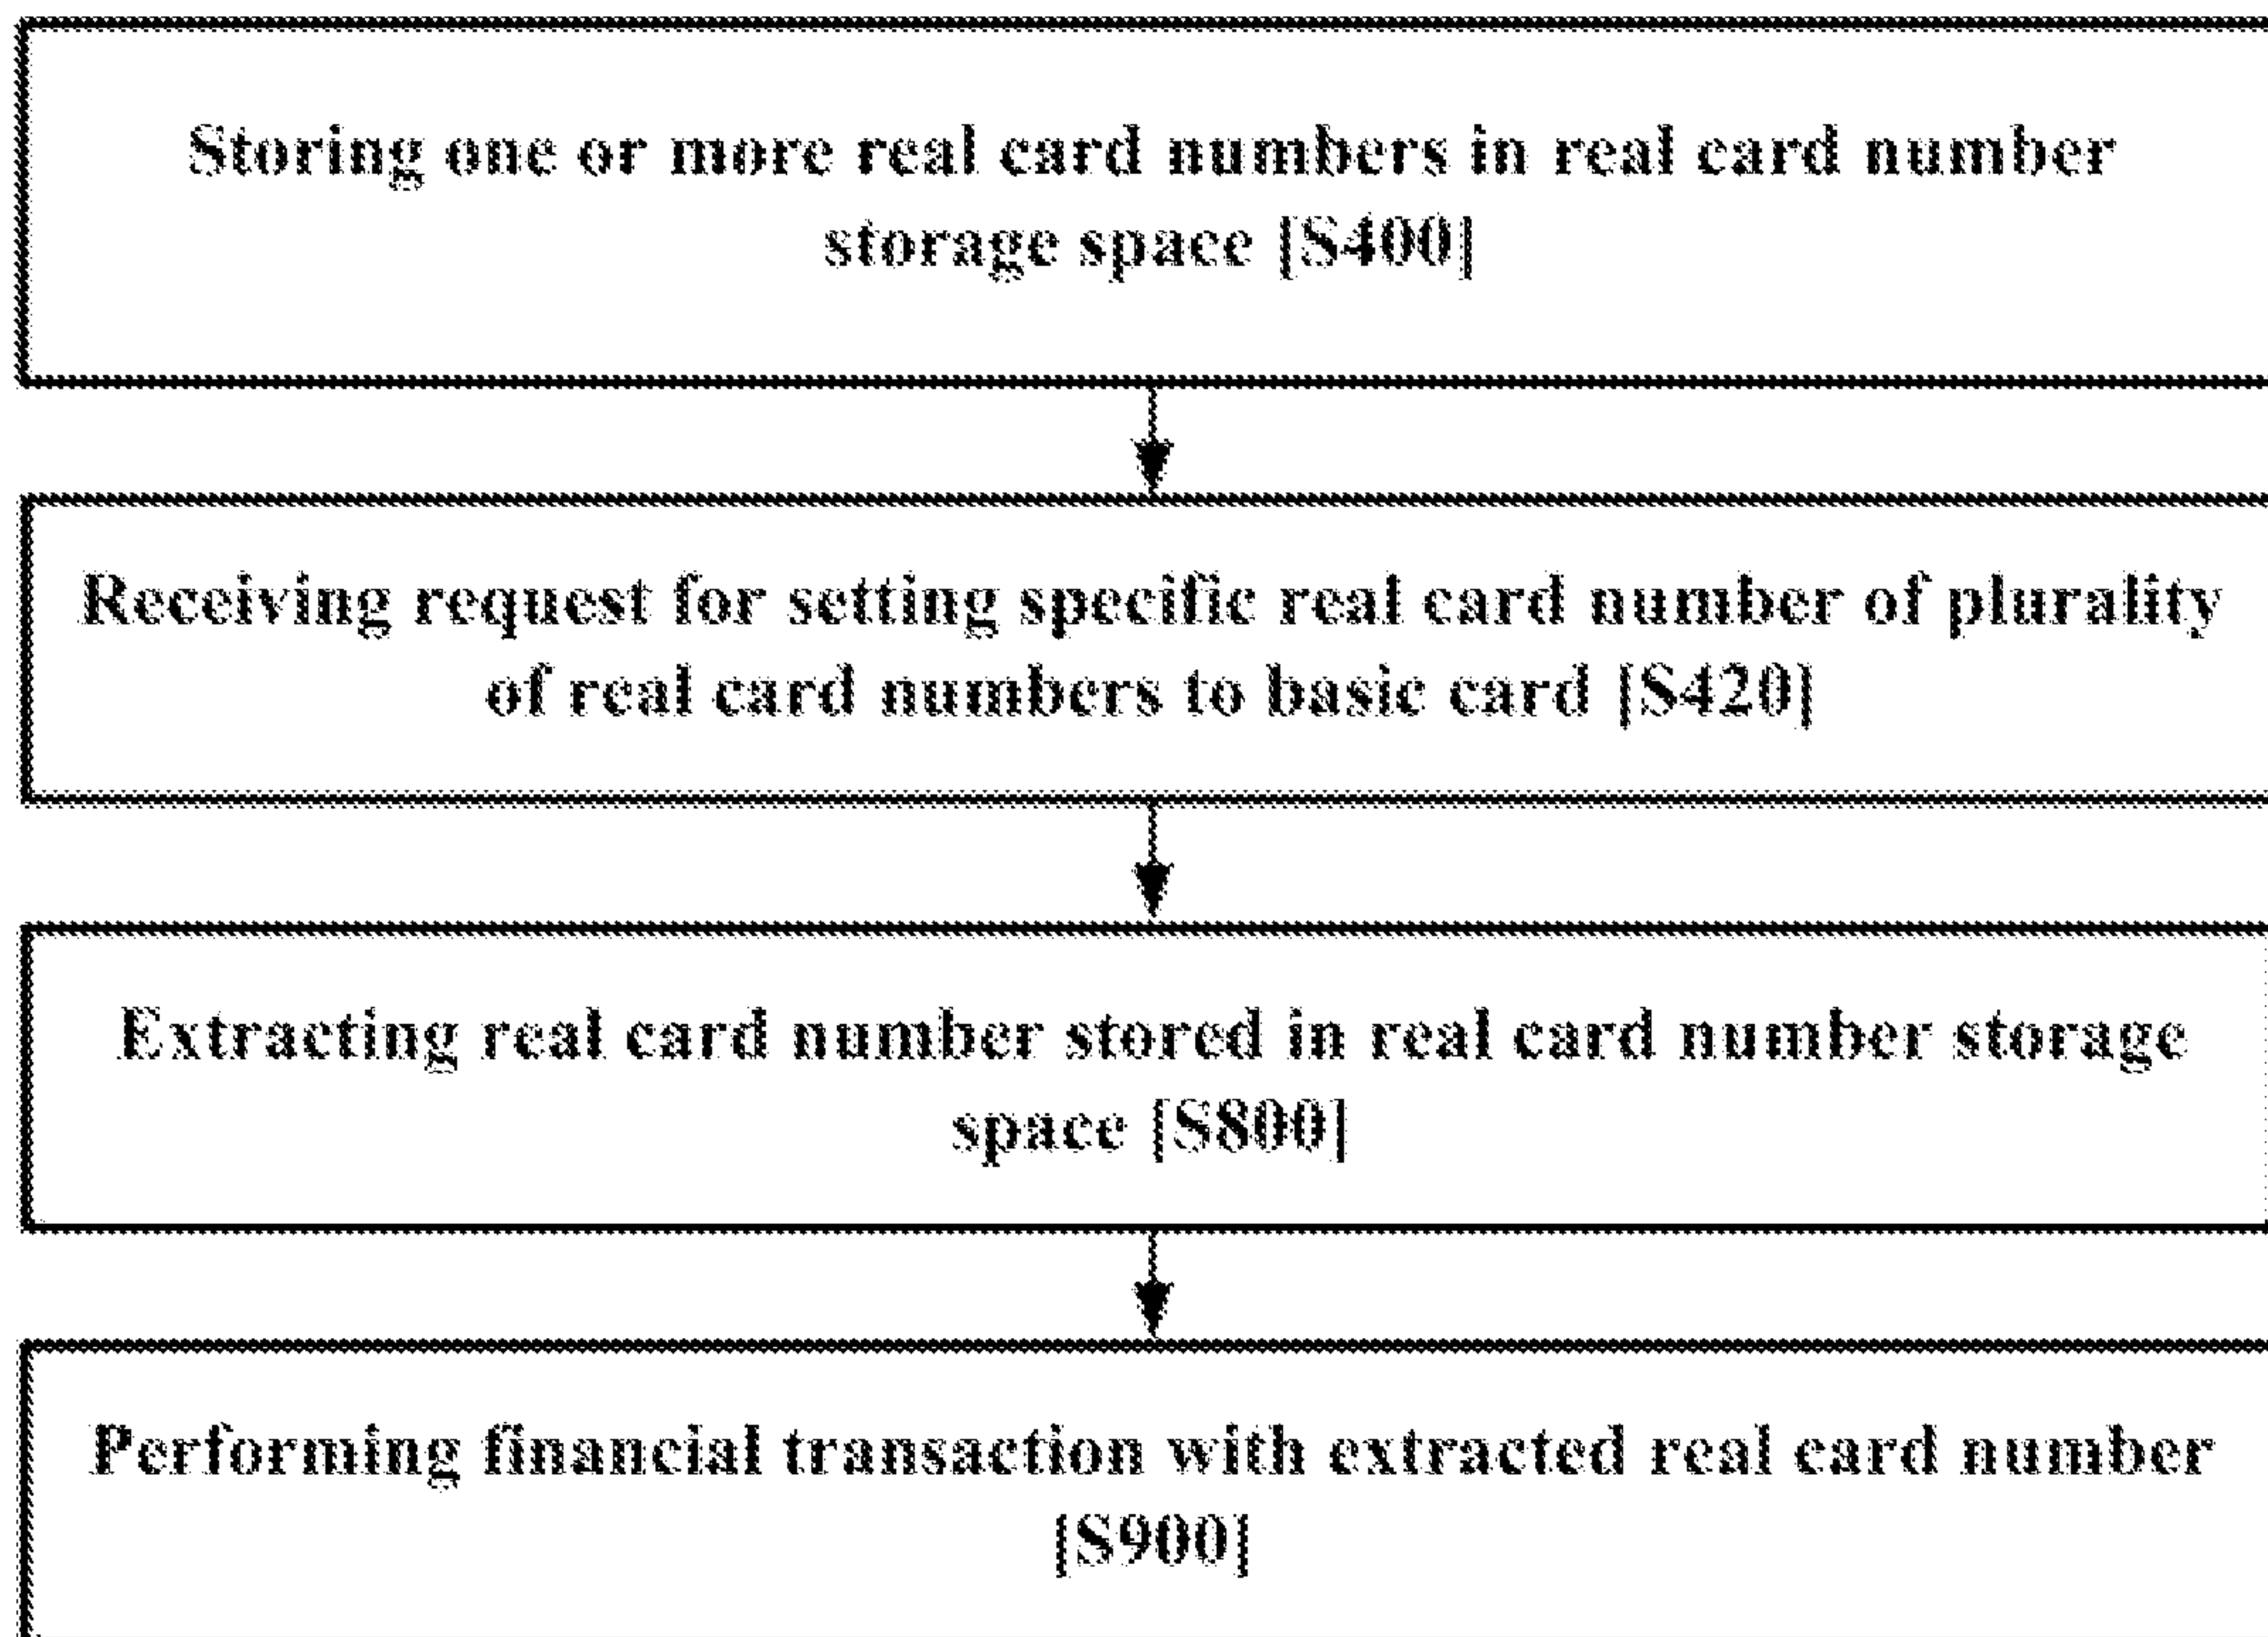 Storing one or more real card numbers in real card number
storage space [S400]
Receiving request for setting specific real card number of plurality
of real card numbers to basic card [S420]
Extracting real card number stored in real card number storage
space [S800]
Performing financial transaction with extracted real card number
[S900]